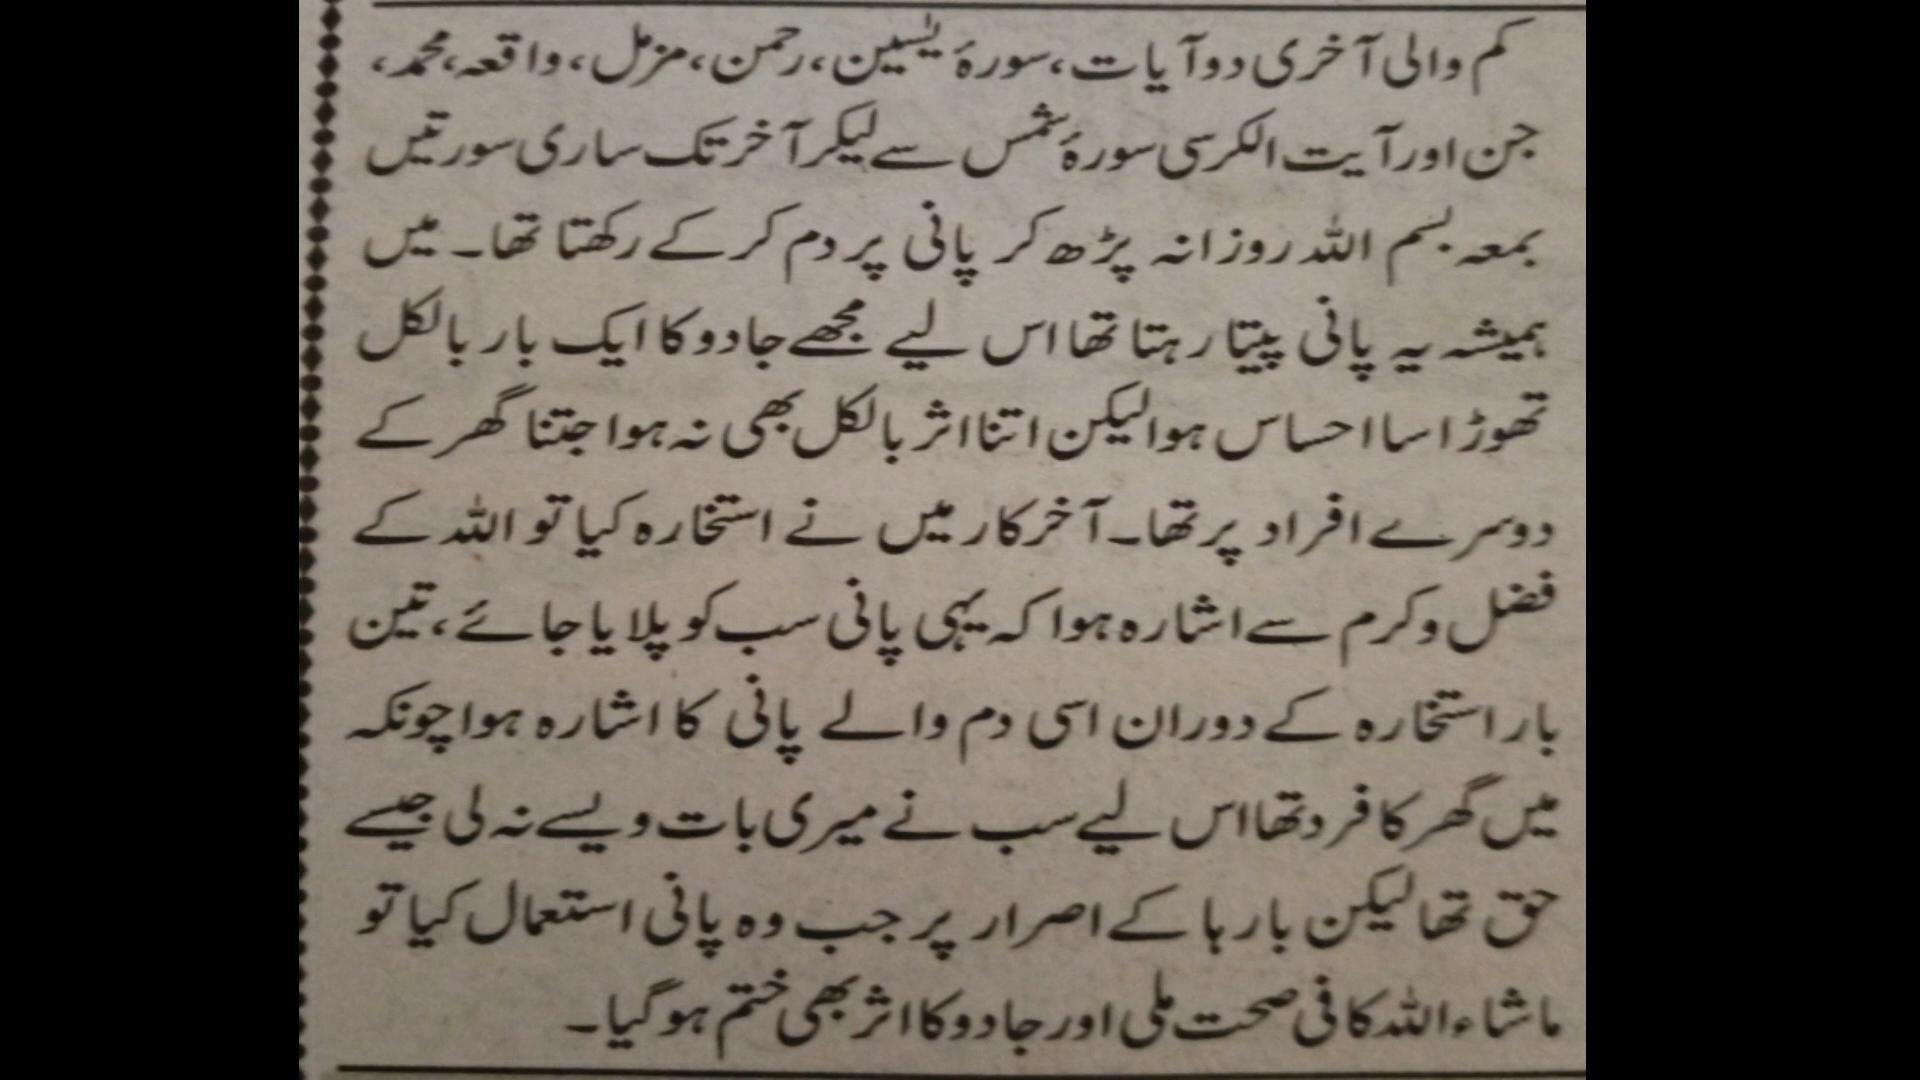 کم والی آخری دو آیات، سورۂ یٰسین، رحمن، مزمل، واقعہ، محمد،
جن اور آیت الکرسی سورۂ شمس سے لیکر آخر تک ساری سورتیں
بمعہ بسم اللہ روزانہ پڑھ کر پانی پر دم کر کے رکھتا تھا۔ میں
ہمیشہ یہ پانی پیتا رہتا تھا اس لیے مجھے جادو کا ایک بار بالکل
تھوڑا سا احساس ہوا لیکن اتنا اثر بالکل بھی نہ ہوا جتنا گھر کے
دوسرے افراد پر تھا۔ آخر کار میں نے استخارہ کیا تو اللہ کے
فضل و کرم سے اشارہ ہوا کہ یہی پانی سب کو پلایا جائے، تین
بار استخارہ کے دوران اسی دم والے پانی کا اشارہ ہوا چونکہ
میں گھر کا فرد تھا اس لیے سب نے میری بات ویسے نہ لی جیسے
حق تھا لیکن بارہا کے اصرار پر جب وہ پانی استعمال کیا تو
ماشاء اللہ کافی صحت ملی اور جادو کا اثر بھی ختم ہو گیا۔